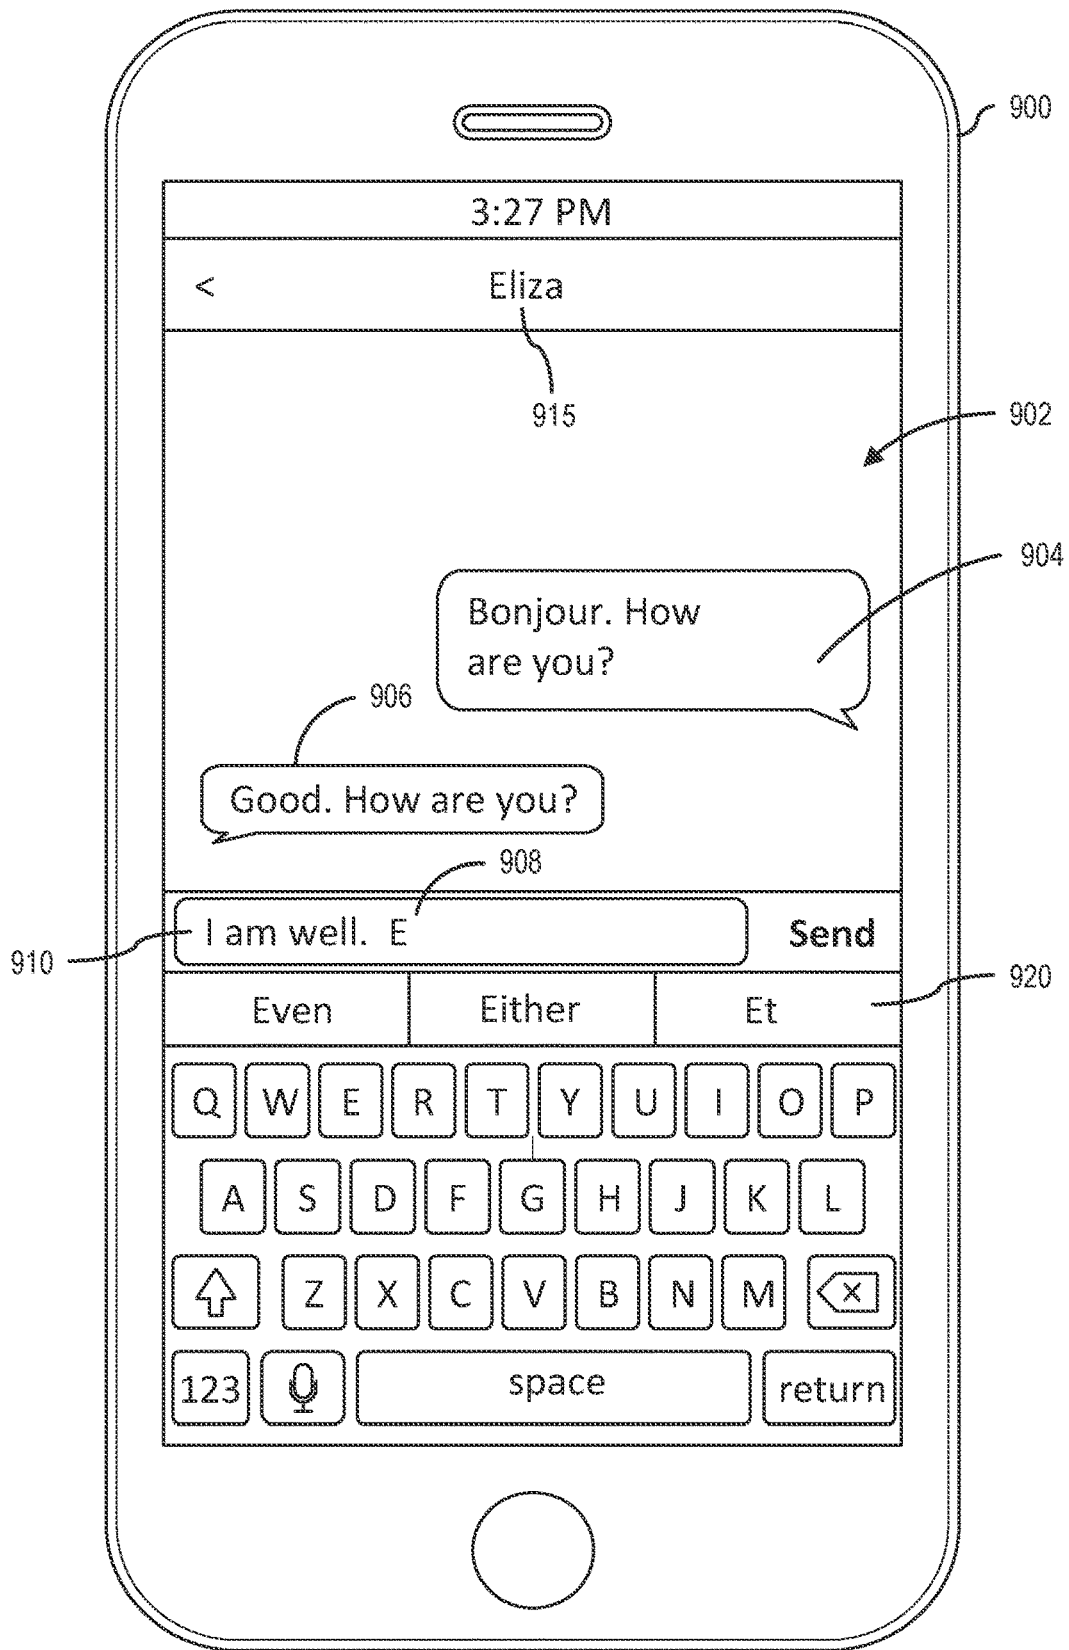 900
3:27 PM
< Eliza
915
902
904
Bonjour. How
are you?
906
Good. How are you?
908
I am well.  E
Send
910
920
Even Either Et
Q W E R T Y U I O P
A S D F G H J K L
Z X C V B N M
123 space return